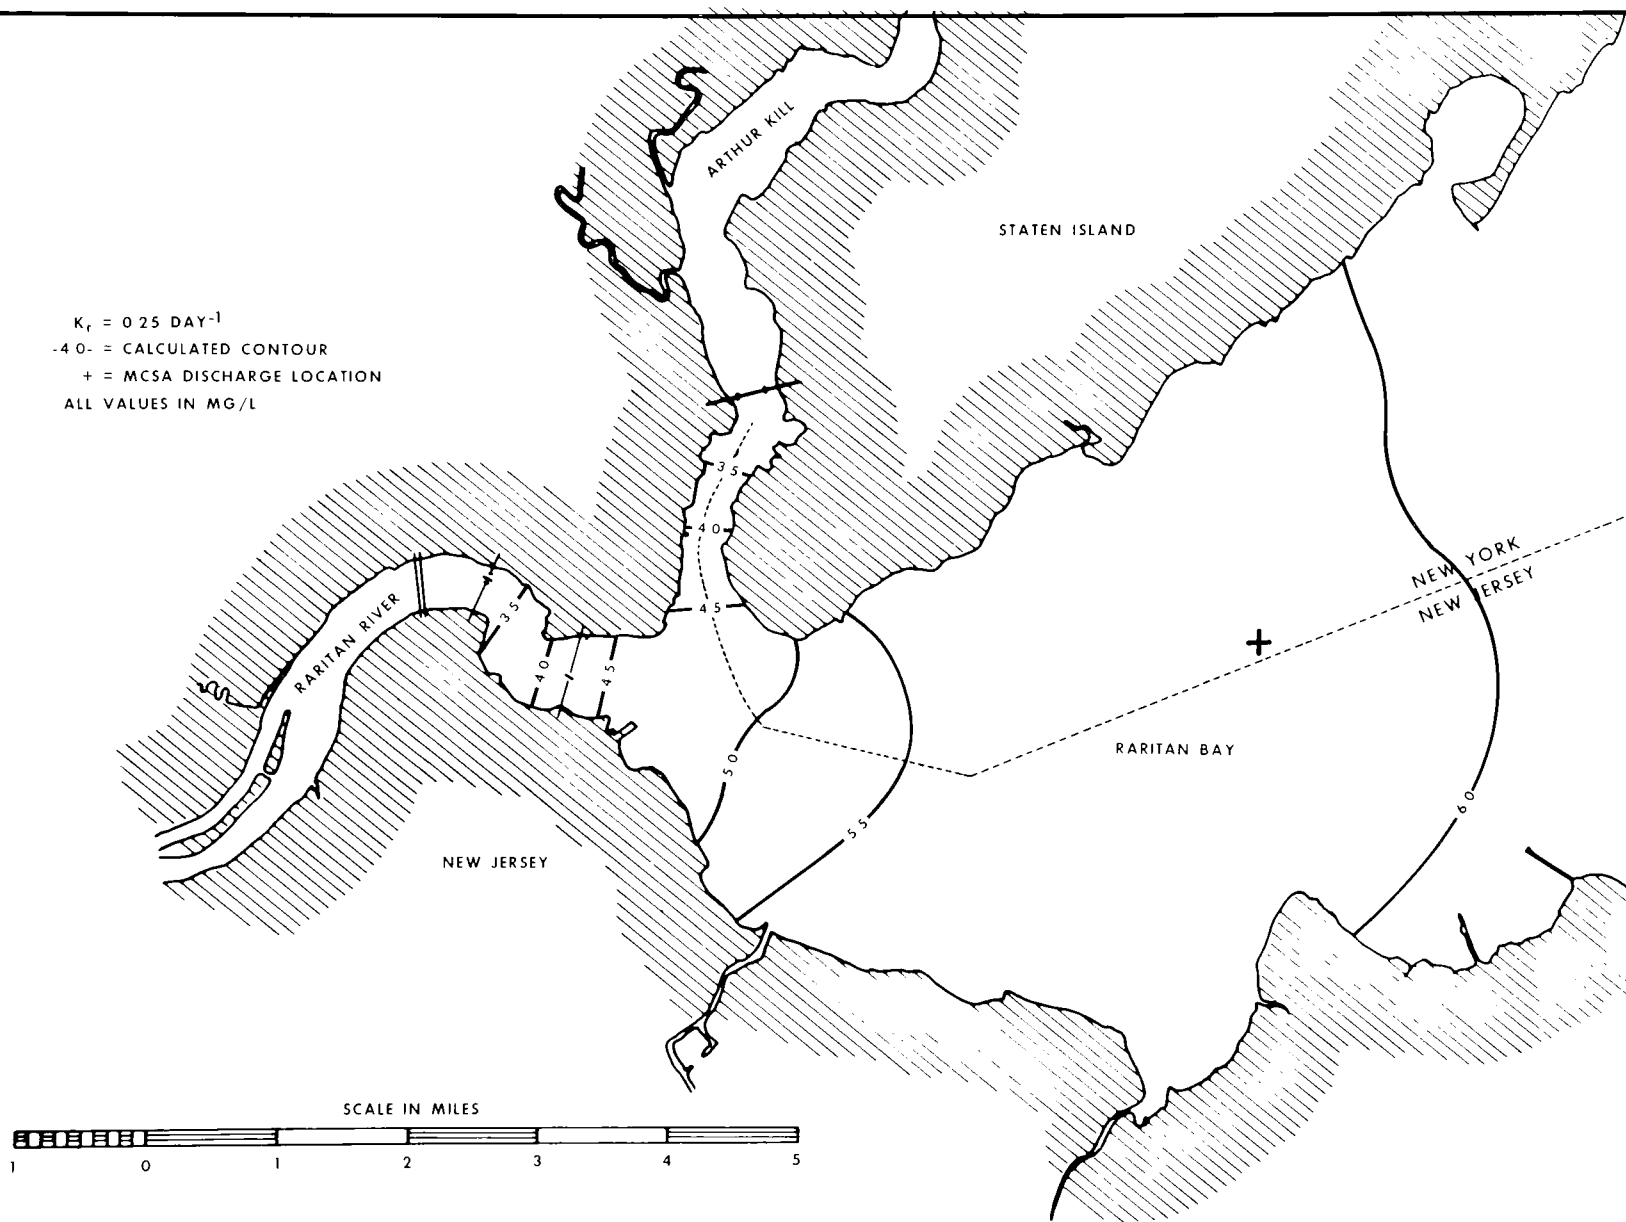 ARTHUR KILL
STATEN ISLAND
Kr = 0 25 DAY-1
-4 0- = CALCULATED CONTOUR
+ = MCSA DISCHARGE LOCATION
ALL VALUES IN MG/L
3 5
4 0
4 5
RARITAN RIVER
3 5
4 0
4 5
5 0
5 5
6 0
NEW YORK
NEW JERSEY
RARITAN BAY
NEW JERSEY
SCALE IN MILES
1 0 1 2 3 4 5